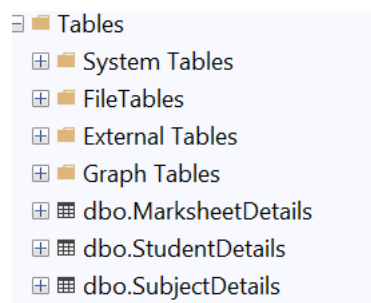 Tables
System Tables
FileTables
External Tables
Graph Tables
dbo.MarksheetDetails
dbo.StudentDetails
dbo.SubjectDetails